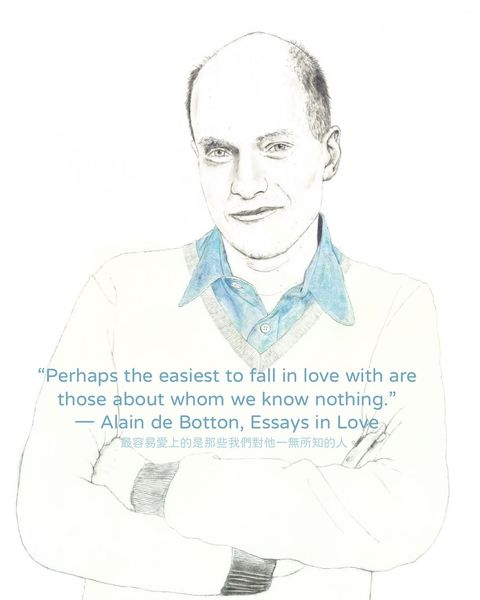 “Perhaps the easiest to fall in love with are
those about whom we know nothing.”
— Alain de Botton, Essays in Love
最容易愛上的是那些我們對他一無所知的人。